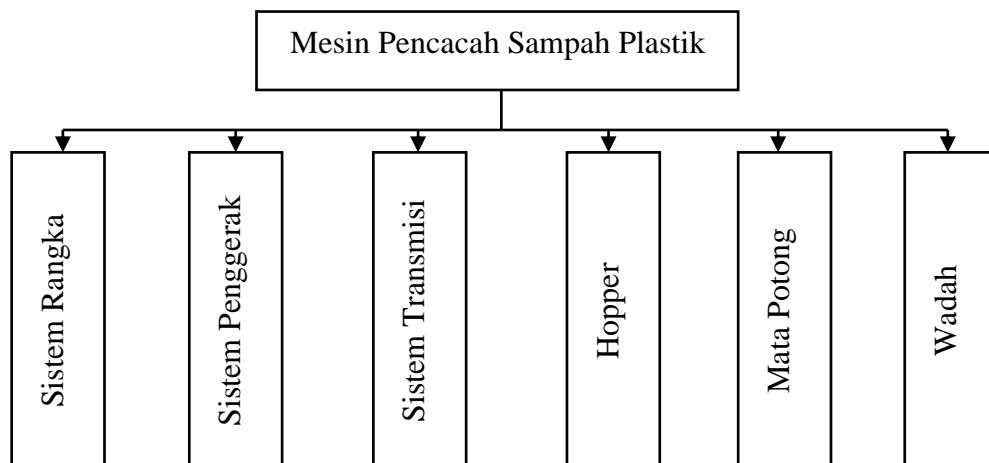 Mesin Pencacah Sampah Plastik
Sistem Rangka
Sistem Penggerak
Sistem Transmisi
Hopper
Mata Potong
Wadah